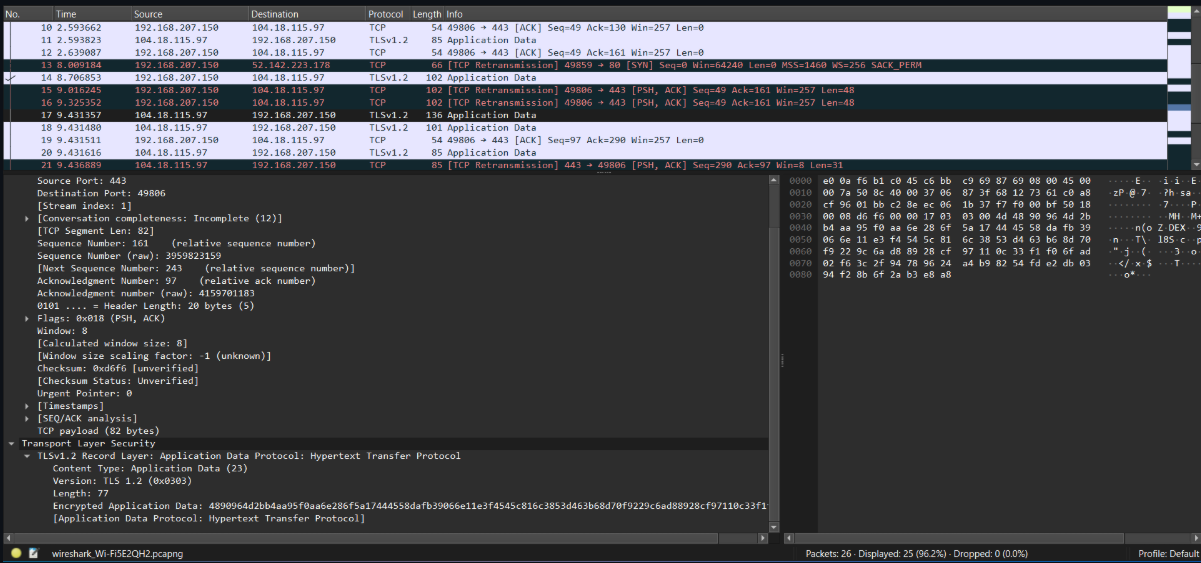 No. Time Source Destination Protocol Length Info
10 2.593662 192.168.207.150 104.18.115.97 TCP 54 49806 → 443 [ACK] Seq=49 Ack=130 Win=257 Len=0
11 2.593823 104.18.115.97 192.168.207.150 TLSv1.2 85 Application Data
12 2.639087 192.168.207.150 104.18.115.97 TCP 54 49806 → 443 [ACK] Seq=49 Ack=161 Win=257 Len=0
13 8.009184 192.168.207.150 52.142.223.178 TCP 66 [TCP Retransmission] 49859 → 80 [SYN] Seq=0 Win=64240 Len=0 MSS=1460 WS=256 SACK_PERM
14 8.706853 192.168.207.150 104.18.115.97 TLSv1.2 102 Application Data
15 9.016245 192.168.207.150 104.18.115.97 TCP 102 [TCP Retransmission] 49806 → 443 [PSH, ACK] Seq=49 Ack=161 Win=257 Len=48
16 9.325352 192.168.207.150 104.18.115.97 TCP 102 [TCP Retransmission] 49806 → 443 [PSH, ACK] Seq=49 Ack=161 Win=257 Len=48
17 9.431357 104.18.115.97 192.168.207.150 TLSv1.2 136 Application Data
18 9.431480 104.18.115.97 192.168.207.150 TLSv1.2 101 Application Data
19 9.431511 192.168.207.150 104.18.115.97 TCP 54 49806 → 443 [ACK] Seq=97 Ack=290 Win=257 Len=0
20 9.431616 104.18.115.97 192.168.207.150 TLSv1.2 85 Application Data
21 9.436889 104.18.115.97 192.168.207.150 TCP 85 [TCP Retransmission] 443 → 49806 [PSH, ACK] Seq=290 Ack=97 Win=8 Len=31
Source Port: 443
Destination Port: 49806
[Stream index: 1]
[Conversation completeness: Incomplete (12)]
[TCP Segment Len: 82]
Sequence Number: 161 (relative sequence number)
Sequence Number (raw): 3959823159
[Next Sequence Number: 243 (relative sequence number)]
Acknowledgment Number: 97 (relative ack number)
Acknowledgment number (raw): 4159701183
0101 .... = Header Length: 20 bytes (5)
Flags: 0x018 (PSH, ACK)
Window: 8
[Calculated window size: 8]
[Window size scaling factor: -1 (unknown)]
Checksum: 0xd6f6 [unverified]
[Checksum Status: Unverified]
Urgent Pointer: 0
[Timestamps]
[SEQ/ACK analysis]
TCP payload (82 bytes)
Transport Layer Security
TLSv1.2 Record Layer: Application Data Protocol: Hypertext Transfer Protocol
Content Type: Application Data (23)
Version: TLS 1.2 (0x0303)
Length: 77
Encrypted Application Data: 4890964d2bb4aa95f0aa6e286f5a17444558dafb39066e11e3f4545c816c3853d463b68d70f9229c6ad88928cf97110c33f1
[Application Data Protocol: Hypertext Transfer Protocol]
0000 e0 0a f6 b1 c0 45 c6 bb c9 69 87 69 08 00 45 00
0010 00 7a 50 8c 40 00 37 06 87 3f 68 12 73 61 c0 a8
0020 cf 96 01 bb c2 8e ec 06 1b 37 f7 f0 00 bf 50 18
0030 00 08 d6 f6 00 00 17 03 03 00 4d 48 90 96 4d 2b
0040 b4 aa 95 f0 aa 6e 28 6f 5a 17 44 45 58 da fb 39
0050 06 6e 11 e3 f4 54 5c 81 6c 38 53 d4 63 b6 8d 70
0060 f9 22 9c 6a d8 89 28 cf 97 11 0c 33 f1 f0 6f ad
0070 02 f6 3c 2f 94 78 96 24 a4 b9 82 54 fd e2 db 03
0080 94 f2 8b 6f 2a b3 e8 a8
wireshark_Wi-Fi5E2QH2.pcapng
Packets: 26 · Displayed: 25 (96.2%) · Dropped: 0 (0.0%)
Profile: Default